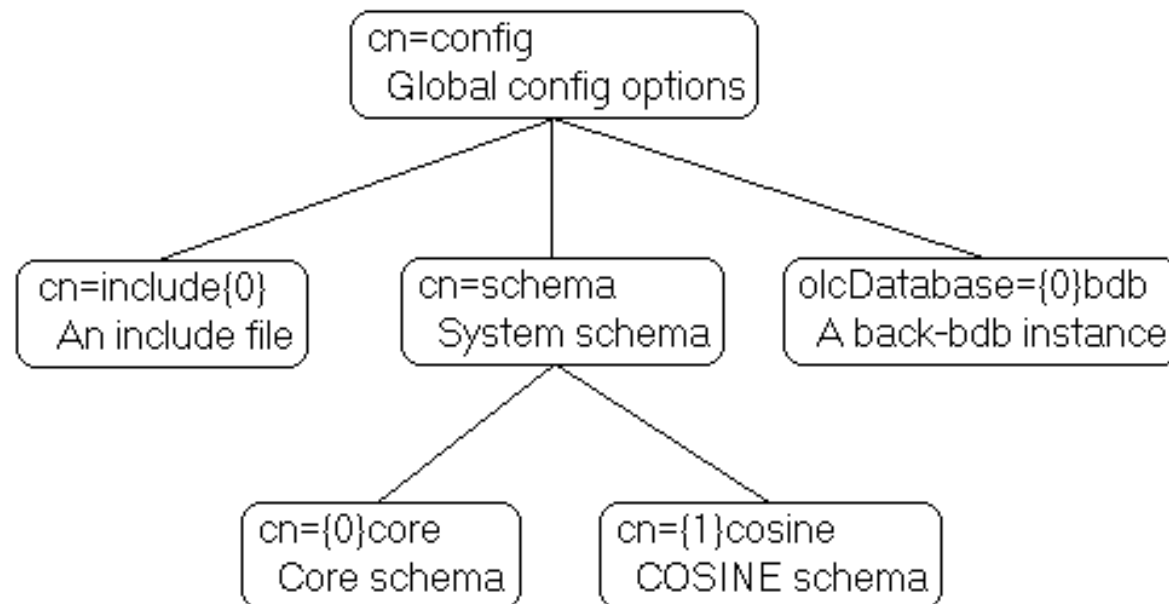 cn=config
Global config options
cn=include{0}
An include file
cn=schema
System schema
olcDatabase={0}bdb
A back-bdb instance
cn={0}core
Core schema
cn={1}cosine
COSINE schema